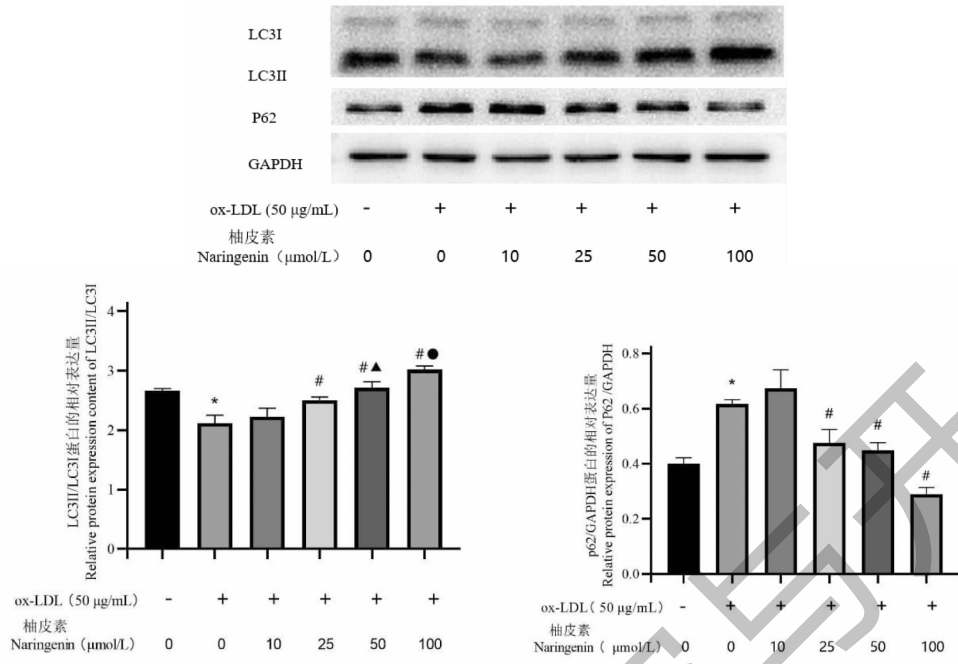 LC3I
LC3II
P62
GAPDH
ox-LDL (50 μg/mL) - + + + + +
柚皮素
Naringenin（μmol/L） 0 0 10 25 50 100
LC3II/LC3I蛋白的相对表达量
Relative protein expression content of LC3II/LC3I
4
3
2
1
0
*
#
#▲
#●
ox-LDL (50 μg/mL) - + + + + +
柚皮素
Naringenin（μmol/L） 0 0 10 25 50 100
p62/GAPDH蛋白的相对表达量
Relative protein expression of P62 /GAPDH
0.8
0.6
0.4
0.2
0.0
*
#
#
#
ox-LDL ( 50 μg/mL) - + + + + +
柚皮素
Naringenin（ μmol/L） 0 0 10 25 50 100